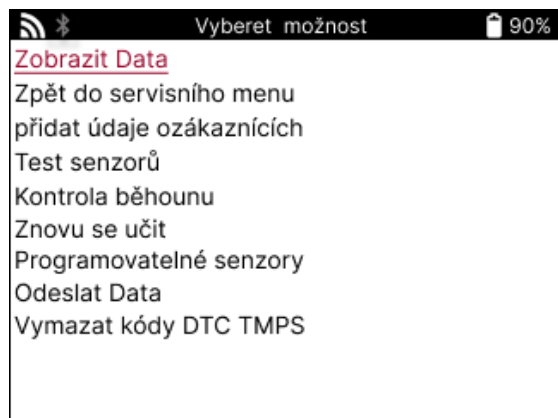 Vyberet možnost 90%
Zobrazit Data
Zpět do servisního menu
přidat údaje ozákaznících
Test senzorů
Kontrola běhounu
Znovu se učit
Programovatelné senzory
Odeslat Data
Vymazat kódy DTC TMPS